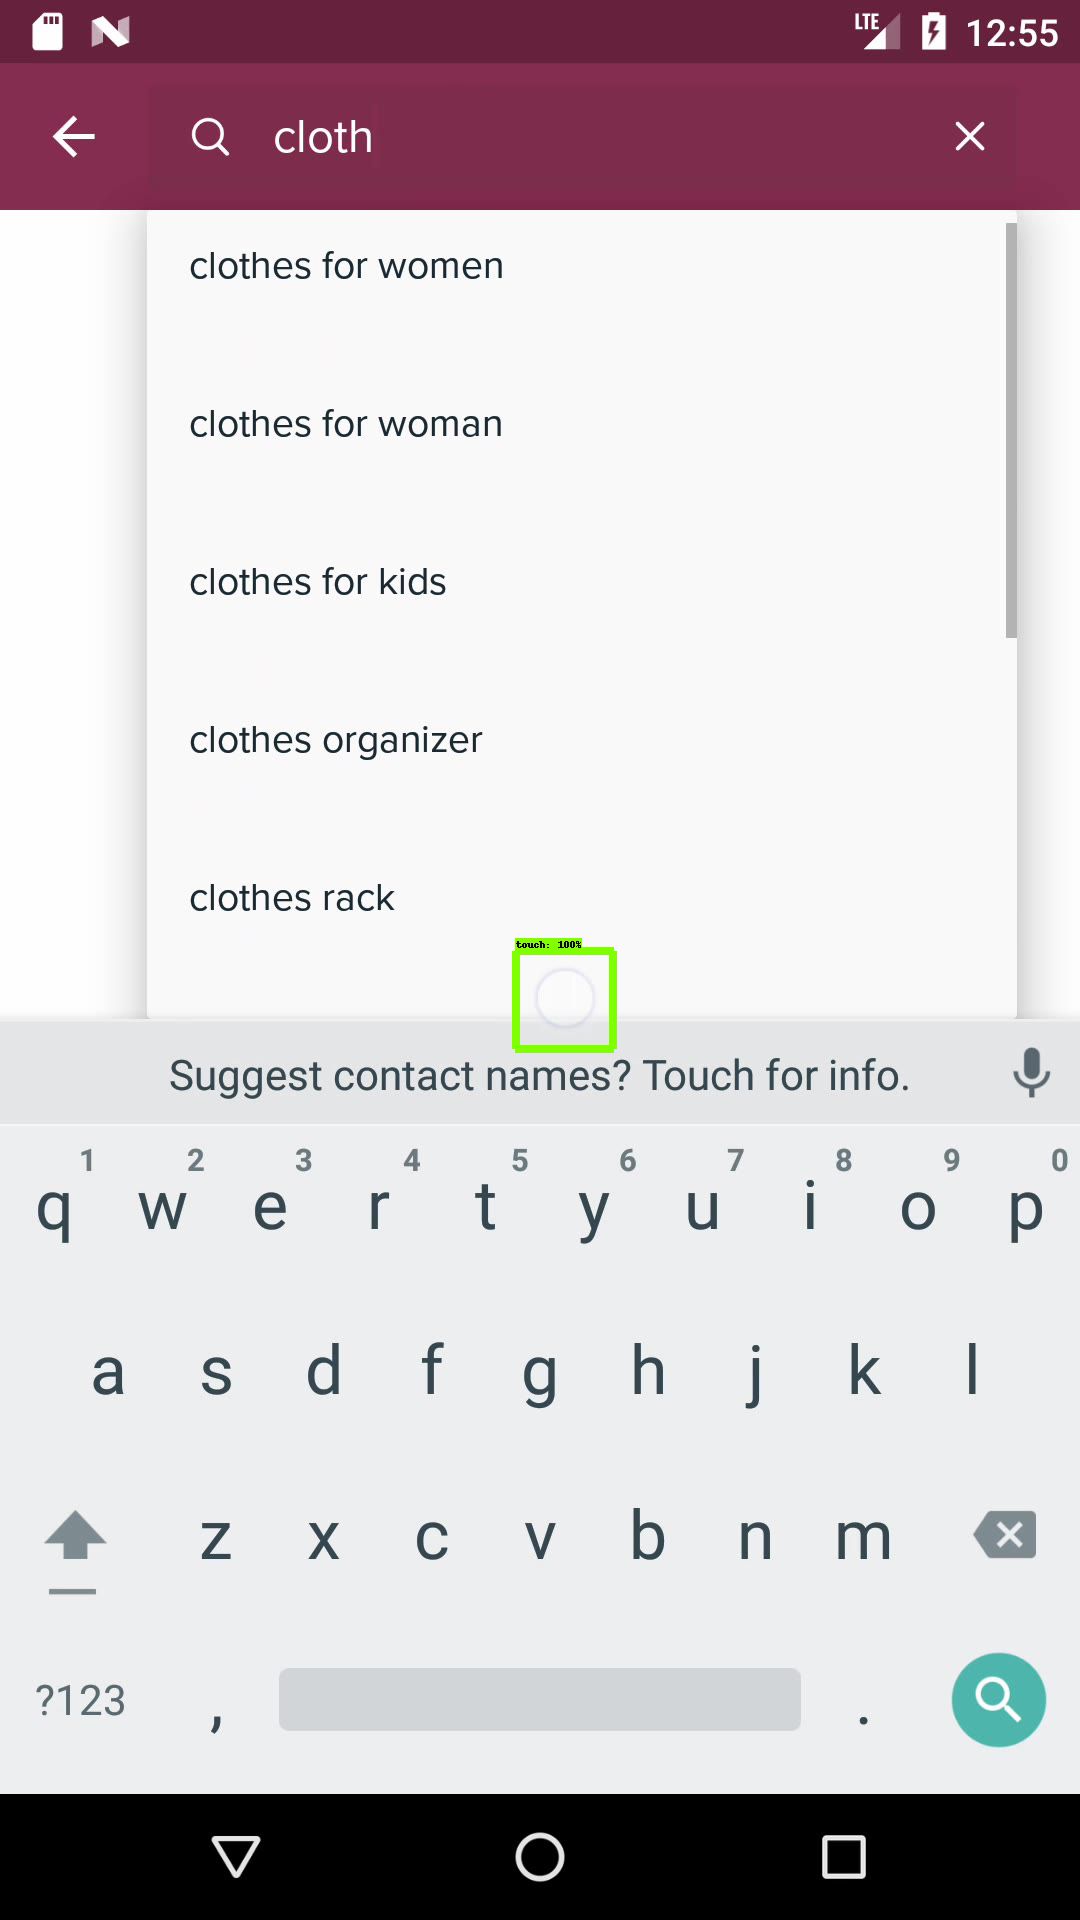 LTE 12:55
cloth
clothes for women
clothes for woman
clothes for kids
clothes organizer
clothes rack
touch: 100%
Suggest contact names? Touch for info.
1 2 3 4 5 6 7 8 9 0
q w e r t y u i o p
a s d f g h j k l
z x c v b n m
?123 , .